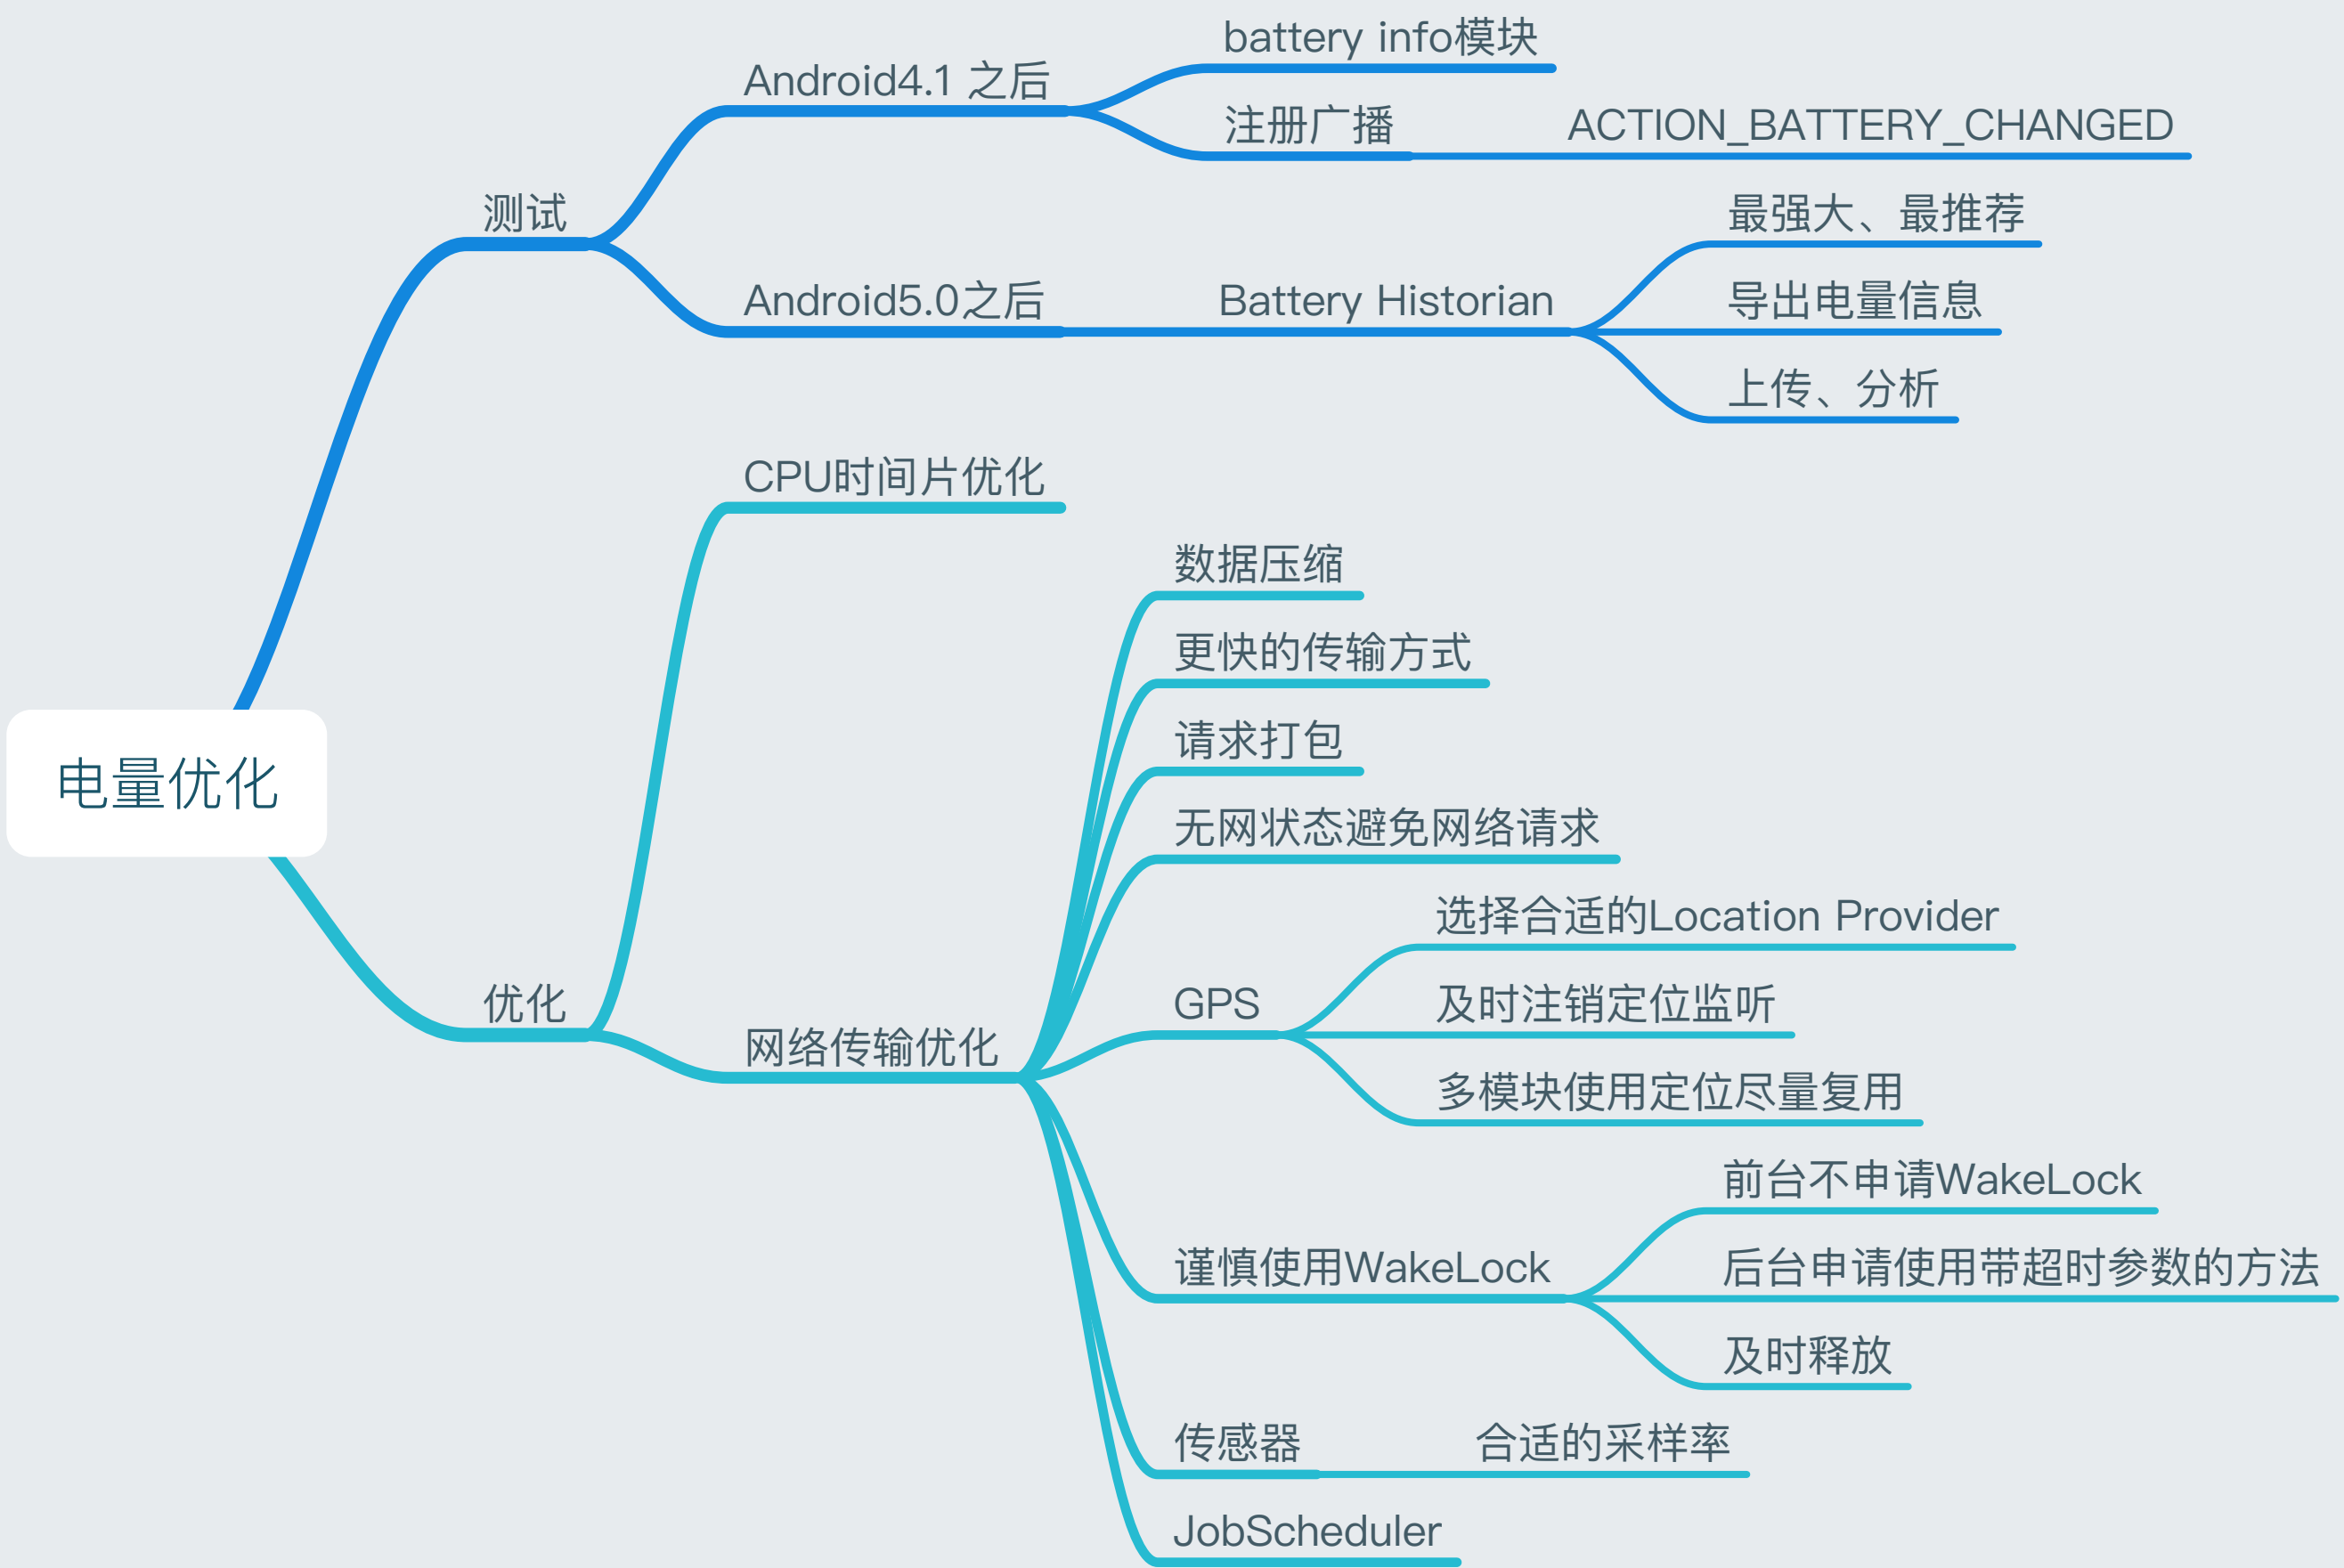 battery info模块
Android4.1 之后
注册广播
ACTION_BATTERY_CHANGED
测试
最强大、最推荐
Android5.0之后
Battery Historian
导出电量信息
上传、分析
CPU时间片优化
数据压缩
更快的传输方式
请求打包
电量优化
无网状态避免网络请求
选择合适的Location Provider
优化
GPS
及时注销定位监听
网络传输优化
多模块使用定位尽量复用
前台不申请WakeLock
谨慎使用WakeLock
后台申请使用带超时参数的方法
及时释放
传感器
合适的采样率
JobScheduler